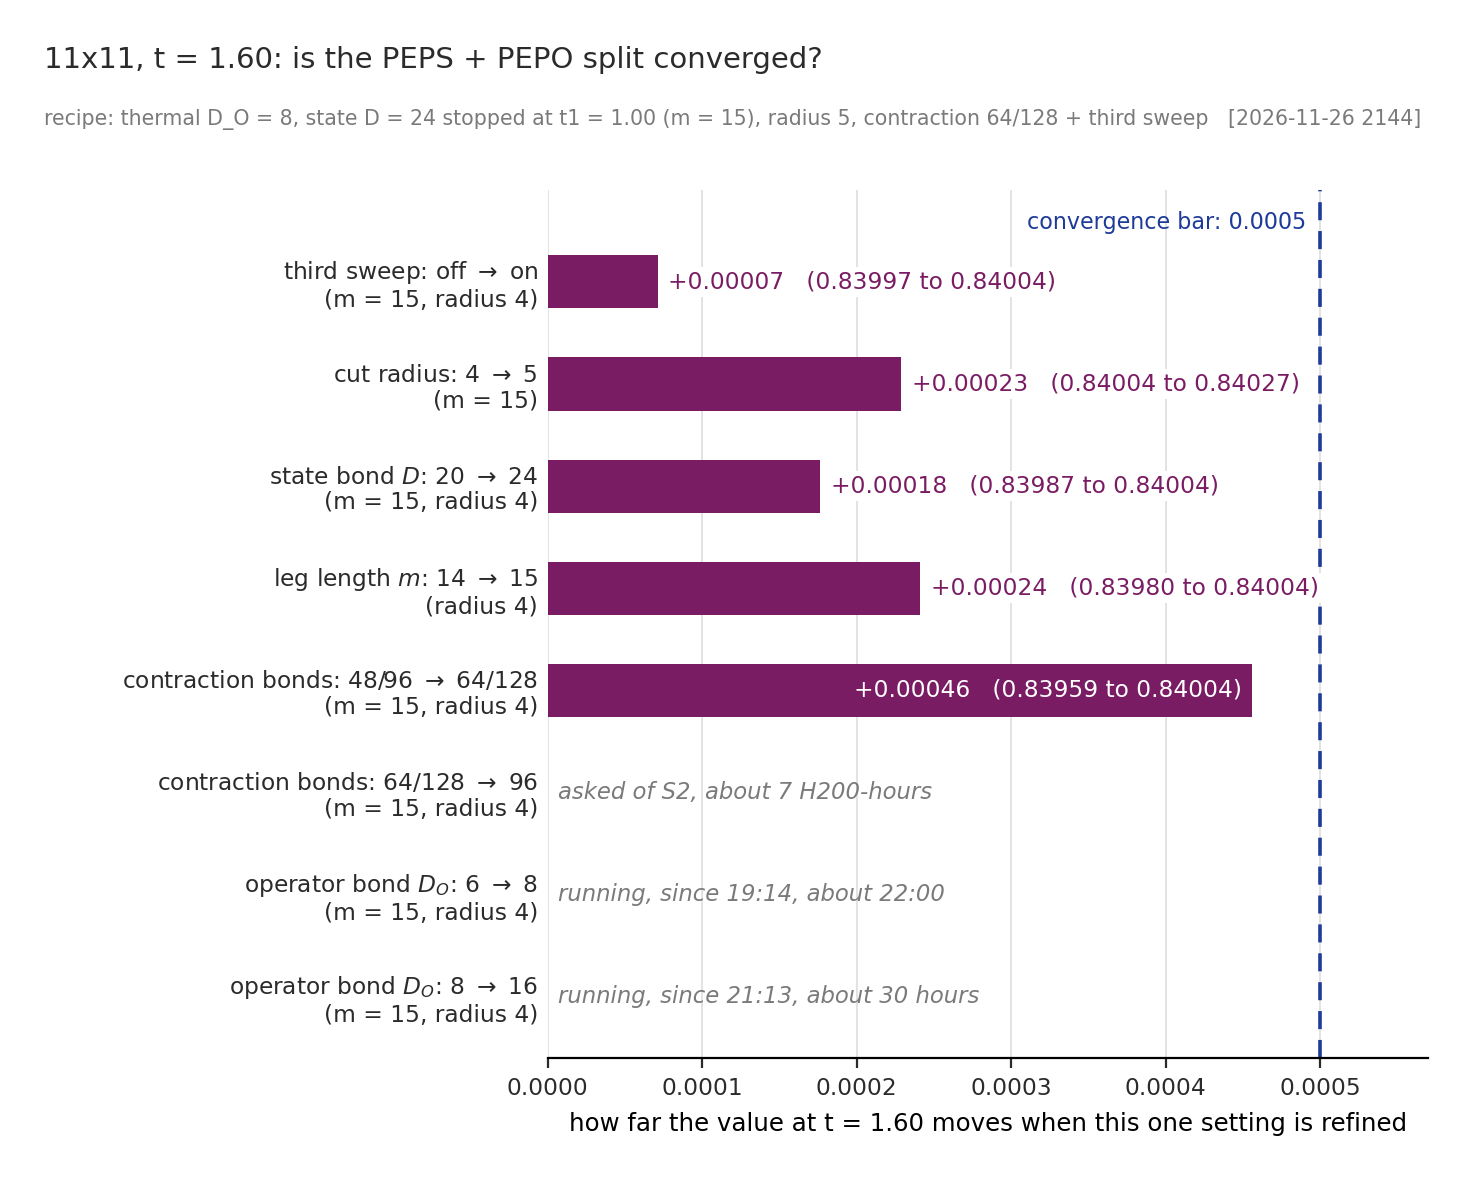 11x11, t = 1.60: is the PEPS + PEPO split converged?
recipe: thermal D_O = 8, state D = 24 stopped at t1 = 1.00 (m = 15), radius 5, contraction 64/128 + third sweep   [2026-11-26 2144]
convergence bar: 0.0005
third sweep: off → on
(m = 15, radius 4)
+0.00007   (0.83997 to 0.84004)
cut radius: 4 → 5
(m = 15)
+0.00023   (0.84004 to 0.84027)
state bond D: 20 → 24
(m = 15, radius 4)
+0.00018   (0.83987 to 0.84004)
leg length m: 14 → 15
(radius 4)
+0.00024   (0.83980 to 0.84004)
contraction bonds: 48/96 → 64/128
(m = 15, radius 4)
+0.00046   (0.83959 to 0.84004)
contraction bonds: 64/128 → 96
(m = 15, radius 4)
asked of S2, about 7 H200-hours
operator bond D_O: 6 → 8
(m = 15, radius 4)
running, since 19:14, about 22:00
operator bond D_O: 8 → 16
(m = 15, radius 4)
running, since 21:13, about 30 hours
0.0000 0.0001 0.0002 0.0003 0.0004 0.0005
how far the value at t = 1.60 moves when this one setting is refined